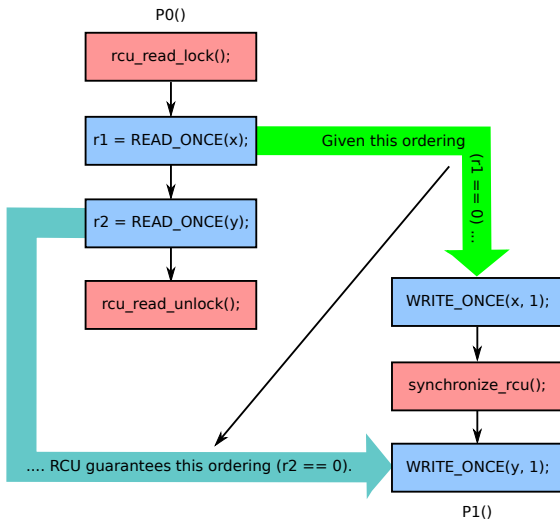 P0()
rcu_read_lock();
r1 = READ_ONCE(x);
Given this ordering
(r1 == 0) ...
r2 = READ_ONCE(y);
rcu_read_unlock();
WRITE_ONCE(x, 1);
synchronize_rcu();
.... RCU guarantees this ordering (r2 == 0).
WRITE_ONCE(y, 1);
P1()